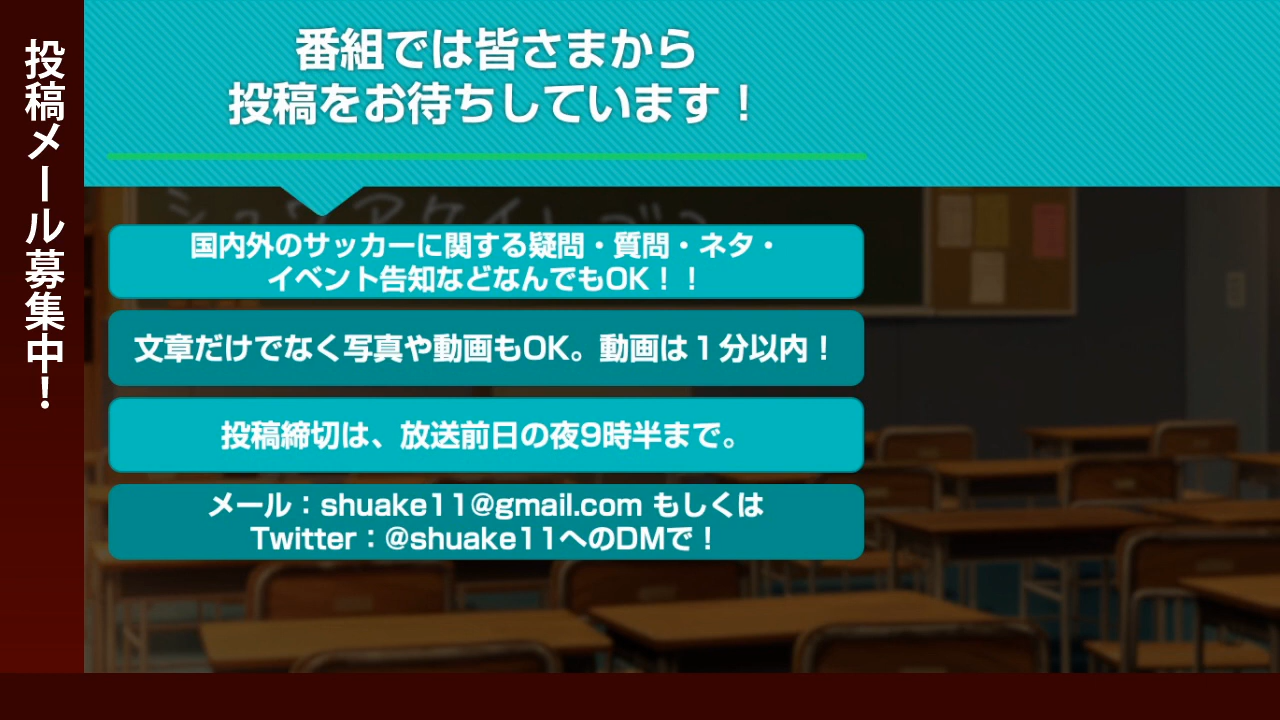 投稿メール募集中！
番組では皆さまから
投稿をお待ちしています！
国内外のサッカーに関する疑問・質問・ネタ・
イベント告知などなんでもOK！！
文章だけでなく写真や動画もOK。動画は１分以内！
投稿締切は、放送前日の夜9時半まで。
メール：shuake11@gmail.com もしくは
Twitter：@shuake11へのDMで！